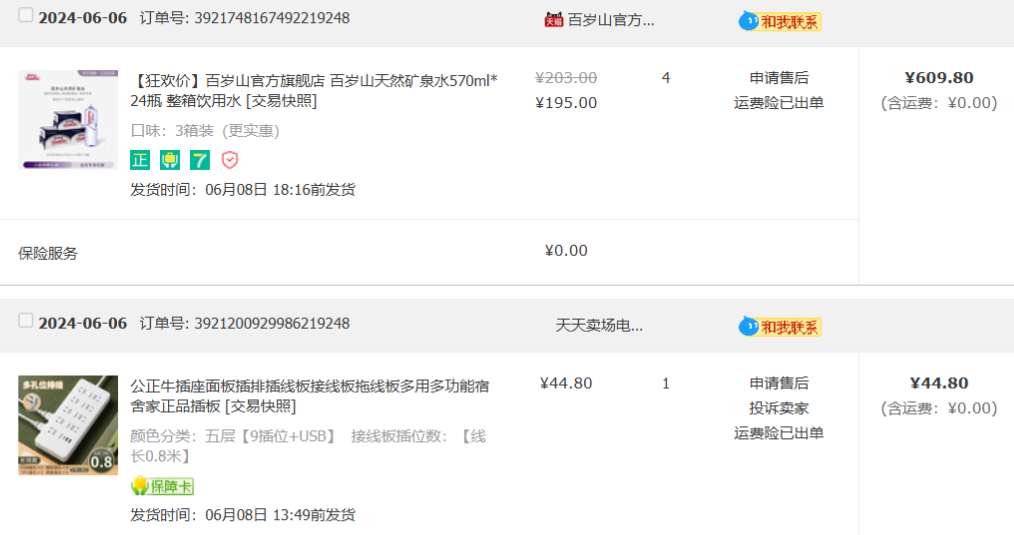 2024-06-06 订单号: 3921748167492219248 天猫 百岁山官方... 和我联系
【狂欢价】百岁山官方旗舰店 百岁山天然矿泉水570ml* ¥203.00 4 申请售后 ¥609.80
24瓶 整箱饮用水 [交易快照] ¥195.00 运费险已出单 (含运费：¥0.00)
口味：3箱装（更实惠）
正 7
发货时间：06月08日 18:16前发货
保险服务 ¥0.00
2024-06-06 订单号: 3921200929986219248 天天卖场电... 和我联系
多孔位排插
公正牛插座面板插排插线板接线板拖线板多用多功能宿 ¥44.80 1 申请售后 ¥44.80
舍家正品插板 [交易快照] 投诉卖家 (含运费：¥0.00)
颜色分类：五层【9插位+USB】 接线板插位数：【线 运费险已出单
长0.8米】
0.8
保障卡
发货时间：06月08日 13:49前发货